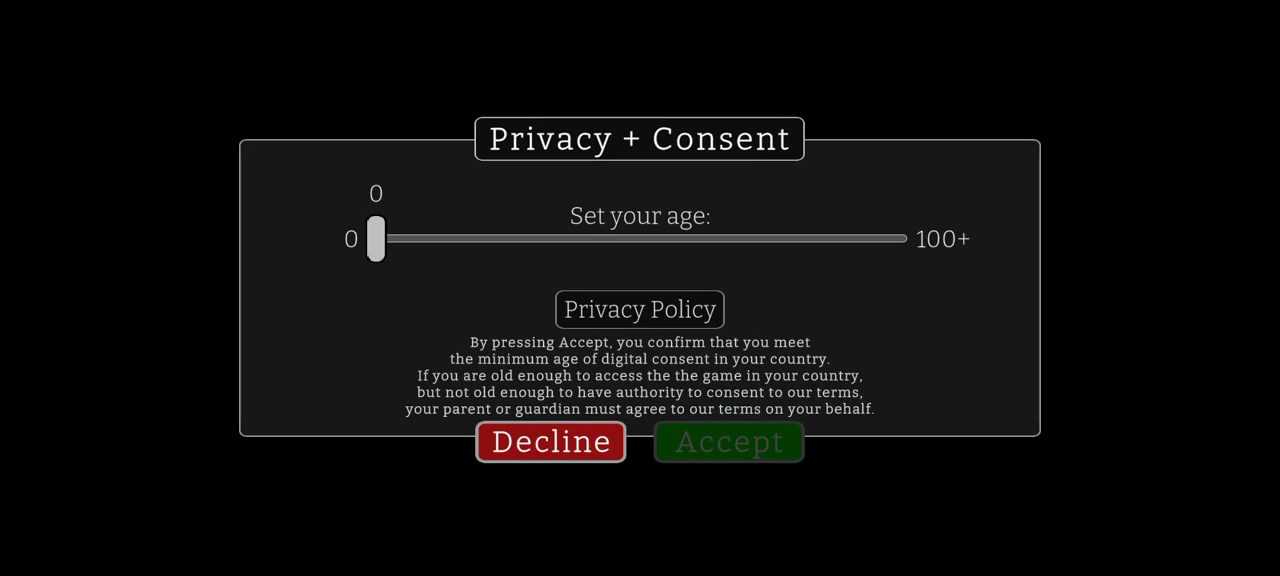 Privacy + Consent
0
Set your age:
0 100+
Privacy Policy
By pressing Accept, you confirm that you meet
the minimum age of digital consent in your country.
If you are old enough to access the the game in your country,
but not old enough to have authority to consent to our terms,
your parent or guardian must agree to our terms on your behalf.
Decline Accept